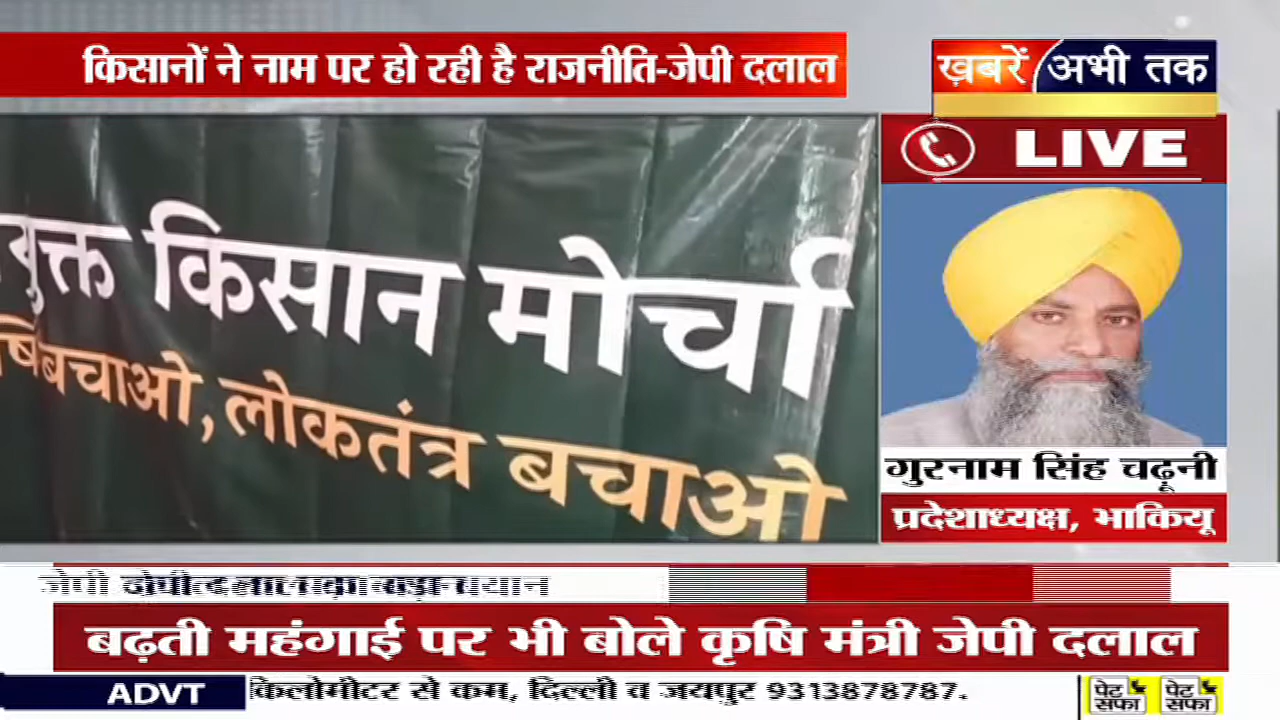 किसानों ने नाम पर हो रही है राजनीति-जेपी दलाल
ख़बरें अभी तक
LIVE
युक्त किसान मोर्चा
बचाओ, लोकतंत्र बचाओ
गुरनाम सिंह चढ़ूनी
प्रदेशाध्यक्ष, भाकियू
जेपी
बढ़ती महंगाई पर भी बोले कृषि मंत्री जेपी दलाल
ADVT किलोमीटर से कम, दिल्ली व जयपुर 9313878787.
पेट सफा पेट सफा